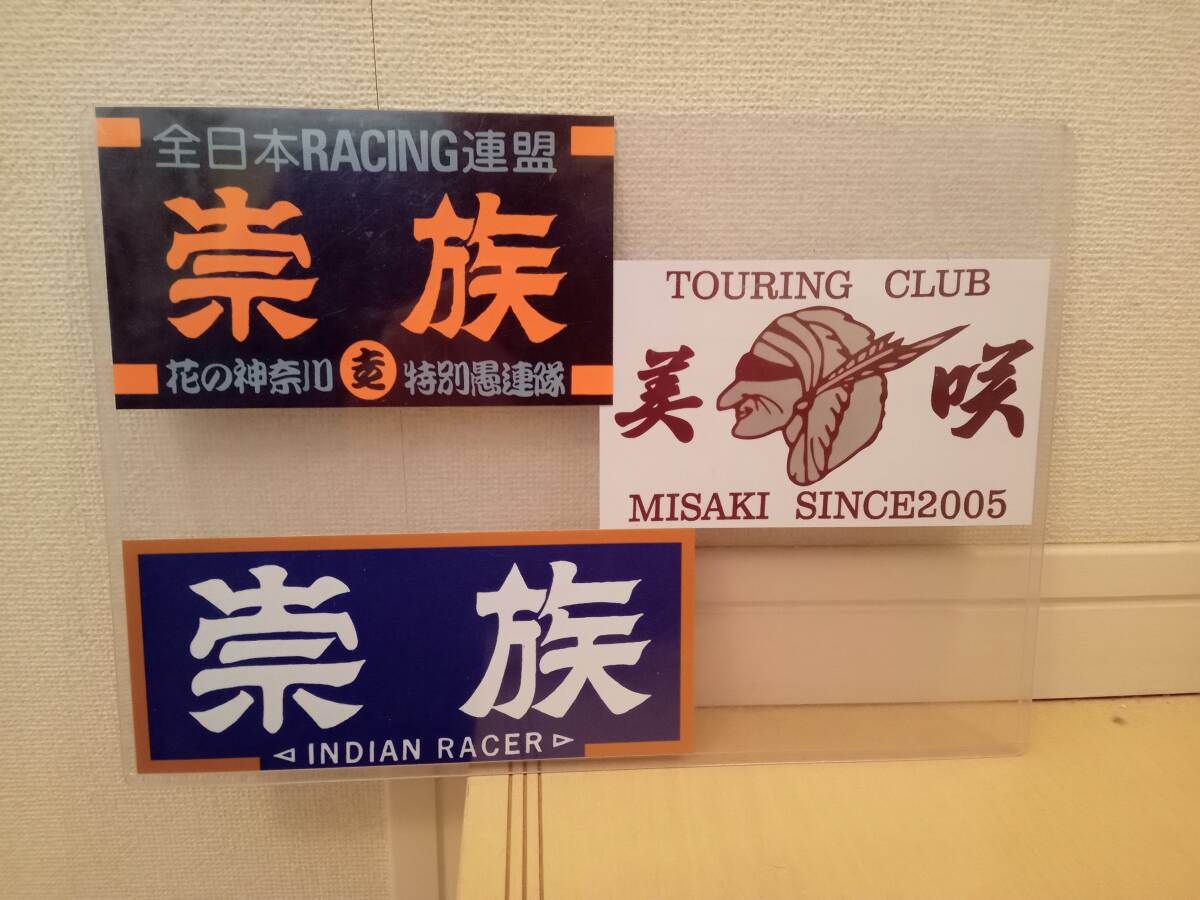 全日本RACING連盟
崇族
花の神奈川 特別愚連隊
TOURING CLUB
美咲
MISAKI SINCE2005
崇族
◁INDIAN RACER▷